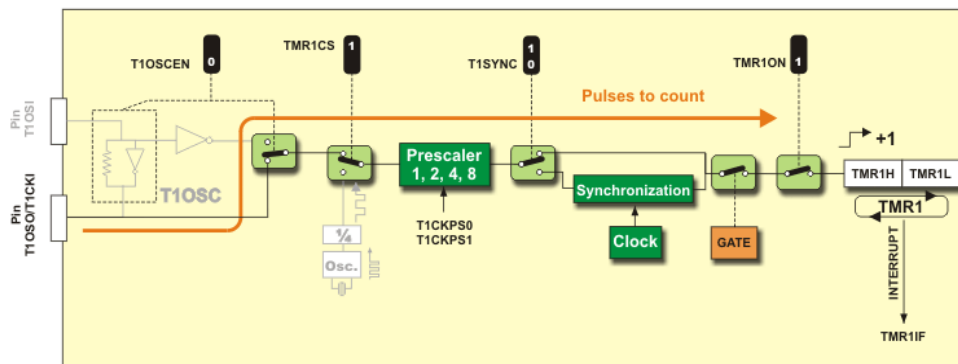 T1OSCEN
0
TMR1CS
1
T1SYNC
1
0
TMR1ON
1
Pulses to count
Pin
T1OSI
T1OSC
Pin
T1OSO/T1CKI
Prescaler
1, 2, 4, 8
T1CKPS0
T1CKPS1
¼
Osc.
Synchronization
Clock
GATE
+1
TMR1H
TMR1L
TMR1
INTERRUPT
TMR1IF